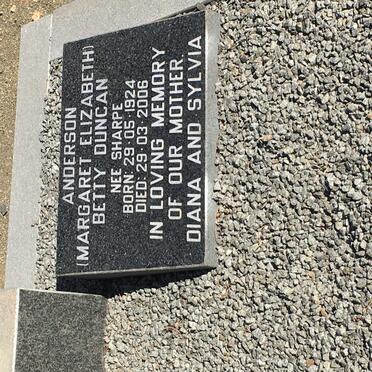 ANDERSON
(MARGARET ELIZABETH)
BETTY DUNCAN
NEE SHARPE
BORN: 29·05·1924
DIED: 29·03·2006
IN LOVING MEMORY
OF OUR MOTHER
DIANA AND SYLVIA